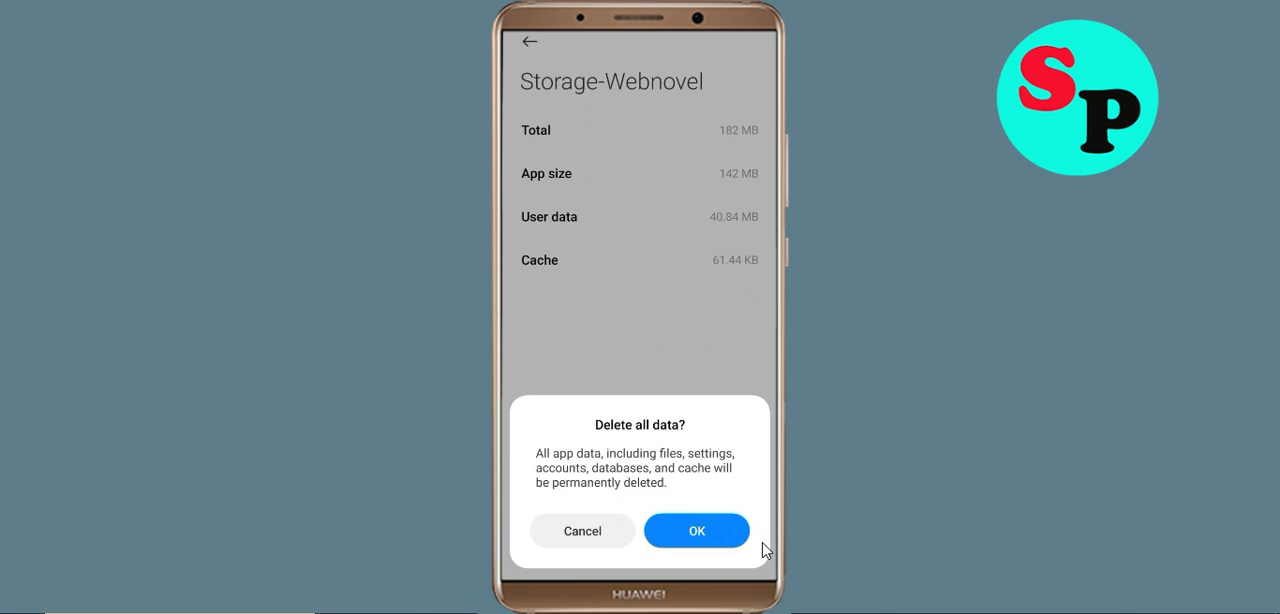 SP
Storage-Webnovel
Total 182 MB
App size 142 MB
User data 40.84 MB
Cache 61.44 KB
Delete all data?
All app data, including files, settings,
accounts, databases, and cache will
be permanently deleted.
Cancel OK
HUAWEI